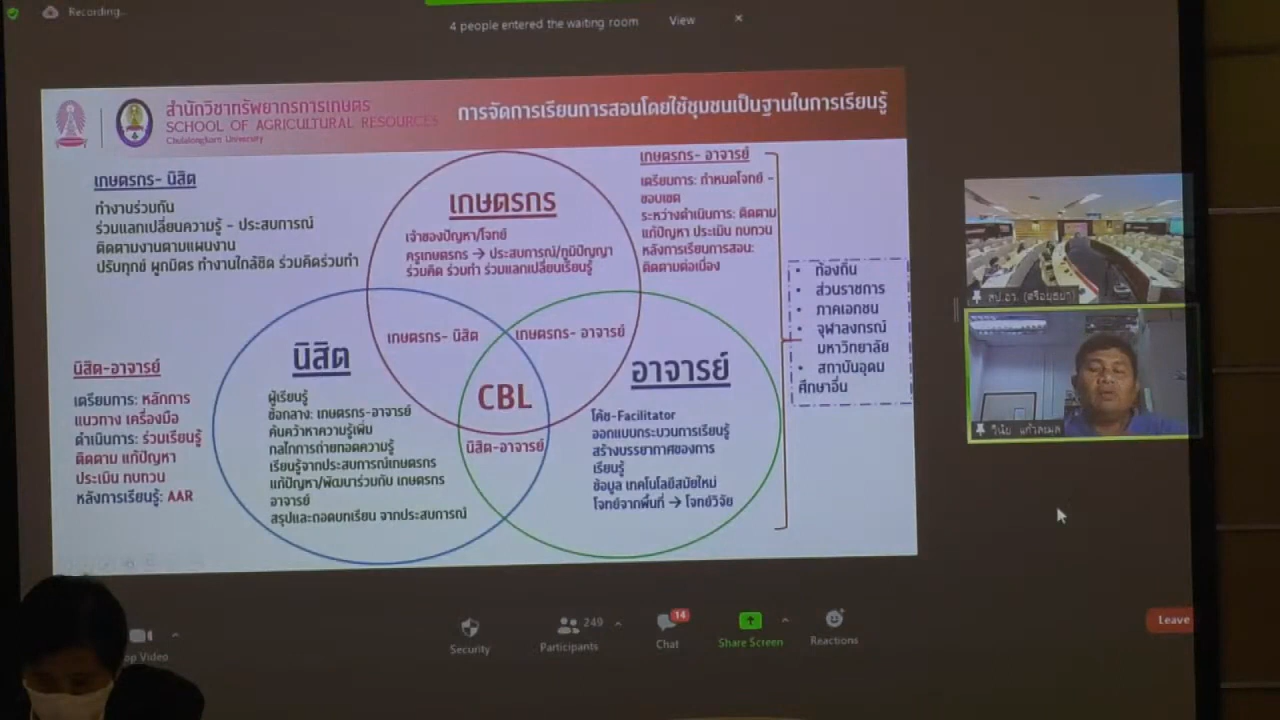 Recording...
4 people entered the waiting room View ×
สำนักวิชาทรัพยากรการเกษตร
SCHOOL OF AGRICULTURAL RESOURCES
Chulalongkorn University
การจัดการเรียนการสอนโดยใช้ชุมชนเป็นฐานในการเรียนรู้
เกษตรกร- นิสิต
ทำงานร่วมกัน
ร่วมแลกเปลี่ยนความรู้ - ประสบการณ์
ติดตามงานตามแผนงาน
ปรับทุกข์ ผูกมิตร ทำงานใกล้ชิด ร่วมคิดร่วมทำ
เกษตรกร
เจ้าของปัญหา/โจทย์
ครูเกษตรกร → ประสบการณ์/ภูมิปัญญา
ร่วมคิด ร่วมทำ ร่วมแลกเปลี่ยนเรียนรู้
เกษตรกร- อาจารย์
เตรียมการ: กำหนดโจทย์ -
ขอบเขต
ระหว่างดำเนินการ: ติดตาม
แก้ปัญหา ประเมิน ทบทวน
หลังการเรียนการสอน:
ติดตามต่อเนื่อง
• ท้องถิ่น
• ส่วนราชการ
• ภาคเอกชน
• จุฬาลงกรณ์
มหาวิทยาลัย
• สถาบันอุดม
ศึกษาอื่น
เกษตรกร- นิสิต
เกษตรกร- อาจารย์
CBL
นิสิต-อาจารย์
นิสิต-อาจารย์
เตรียมการ: หลักการ
แนวทาง เครื่องมือ
ดำเนินการ: ร่วมเรียนรู้
ติดตาม แก้ปัญหา
ประเมิน ทบทวน
หลังการเรียนรู้: AAR
นิสิต
ผู้เรียนรู้
ข้อกลาง: เกษตรกร-อาจารย์
ค้นคว้าหาความรู้เพิ่ม
กลไกการถ่ายทอดความรู้
เรียนรู้จากประสบการณ์เกษตรกร
แก้ปัญหา/พัฒนาร่วมกับ เกษตรกร
อาจารย์
สรุปและถอดบทเรียน จากประสบการณ์
อาจารย์
โค้ช-Facilitator
ออกแบบกระบวนการเรียนรู้
สร้างบรรยากาศของการ
เรียนรู้
ข้อมูล เทคโนโลยีสมัยใหม่
โจทย์จากพื้นที่ → โจทย์วิจัย
สป.อว. (ศรีอยุธยา)
วินัย แก้วละมุล
op Video
Security
249
Participants
14
Chat
Share Screen
Reactions
Leave